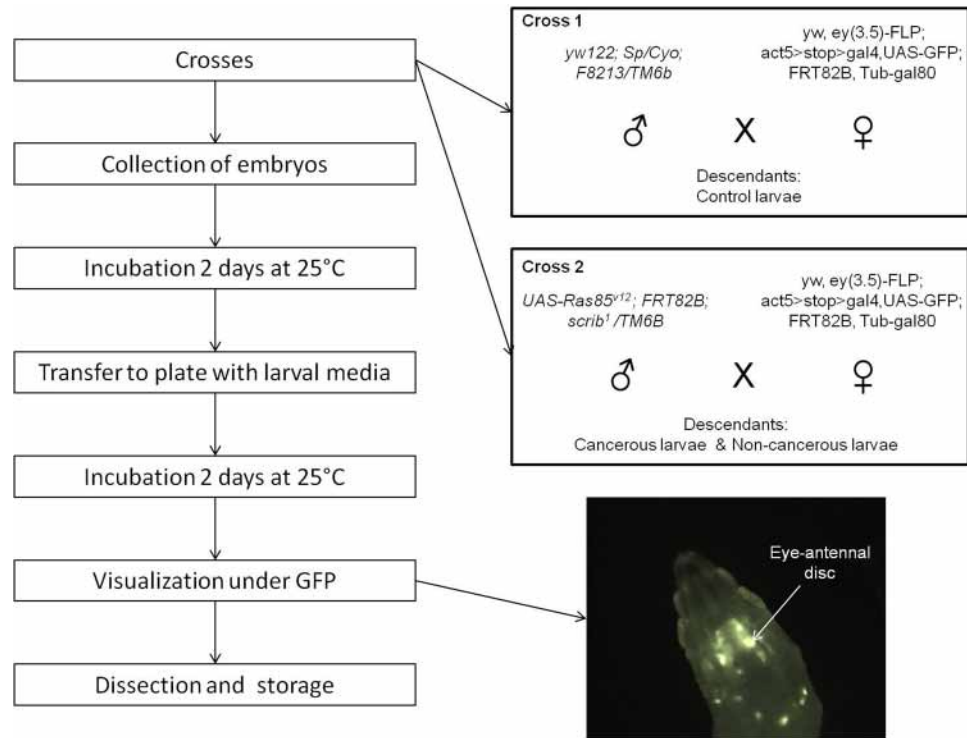 Crosses
Collection of embryos
Incubation 2 days at 25°C
Transfer to plate with larval media
Incubation 2 days at 25°C
Visualization under GFP
Dissection and storage
Cross 1
yw122; Sp/Cyo;
F8213/TM6b
yw, ey(3.5)-FLP;
act5>stop>gal4,UAS-GFP;
FRT82B, Tub-gal80
♂ X ♀
Descendants:
Control larvae
Cross 2
UAS-Ras85ᵛ¹²; FRT82B;
scrib¹ /TM6B
yw, ey(3.5)-FLP;
act5>stop>gal4,UAS-GFP;
FRT82B, Tub-gal80
♂ X ♀
Descendants:
Cancerous larvae & Non-cancerous larvae
Eye-antennal
disc